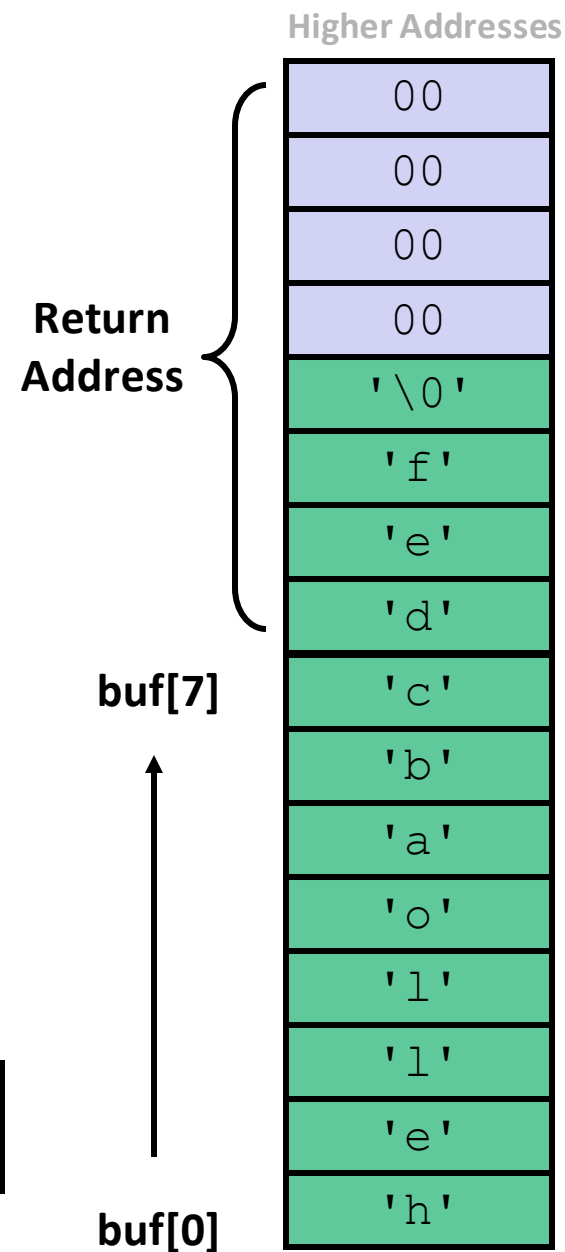 Higher Addresses
00
00
00
00
Return
Address
'\0'
'f'
'e'
'd'
buf[7]
'c'
'b'
'a'
'o'
'l'
'l'
'e'
'h'
buf[0]